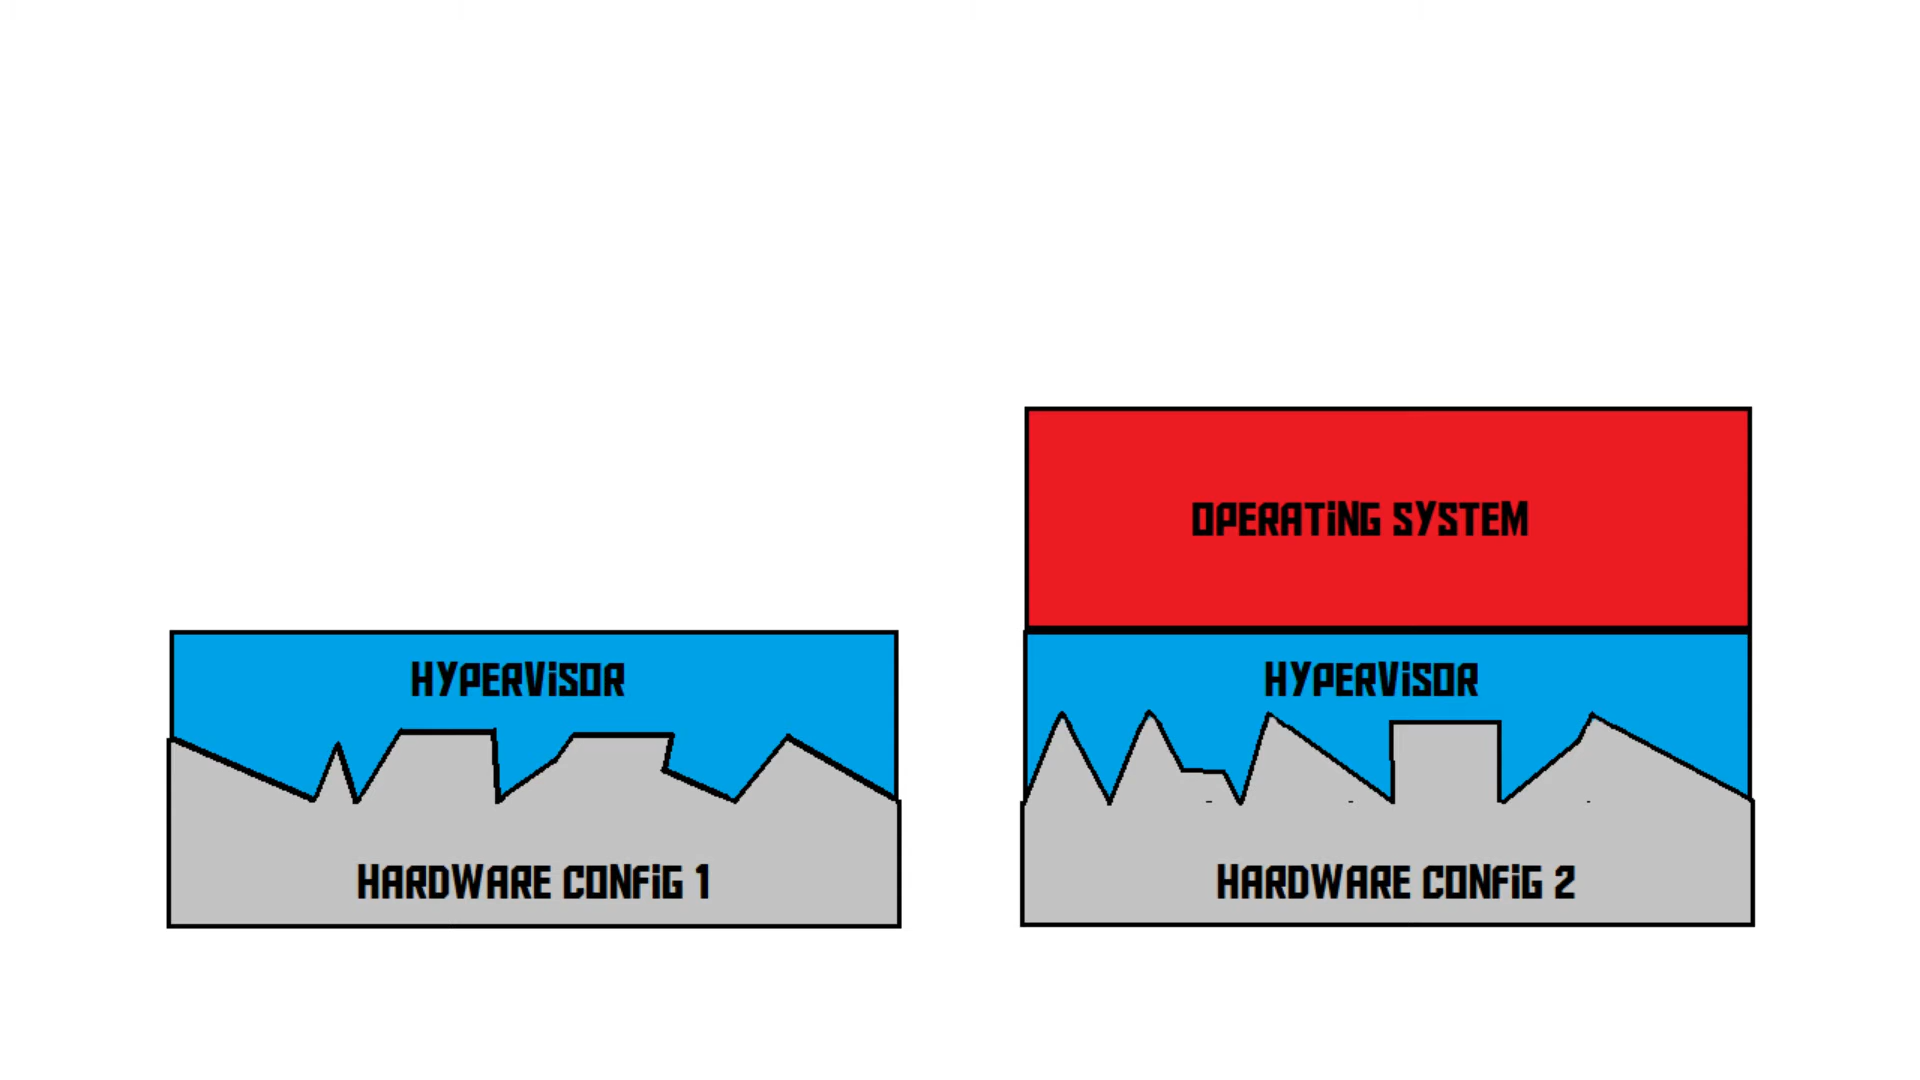 OPERATiNG SYSTEM
HYPERViSOR
HYPERViSOR
HARDWARE CONFiG 1
HARDWARE CONFiG 2